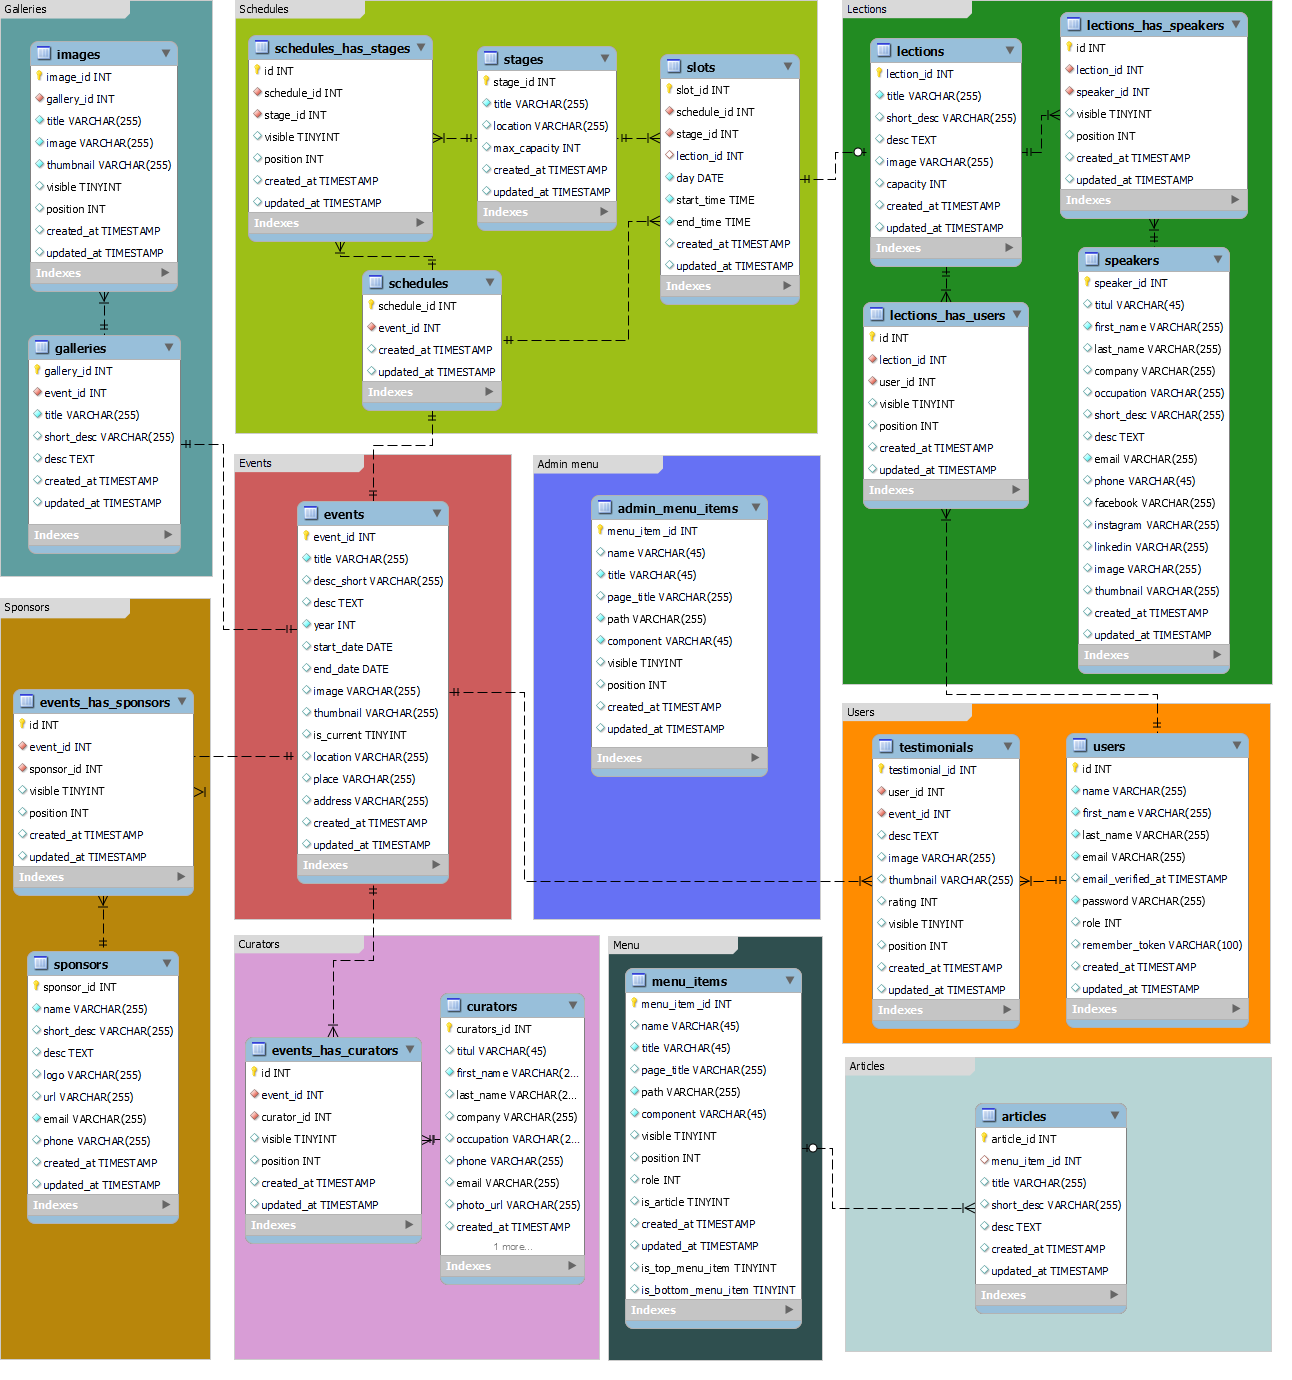 Galleries
images
image_id INT
gallery_id INT
title VARCHAR(255)
image VARCHAR(255)
thumbnail VARCHAR(255)
visible TINYINT
position INT
created_at TIMESTAMP
updated_at TIMESTAMP
Indexes
galleries
gallery_id INT
event_id INT
title VARCHAR(255)
short_desc VARCHAR(255)
desc TEXT
created_at TIMESTAMP
updated_at TIMESTAMP
Indexes
Schedules
schedules_has_stages
id INT
schedule_id INT
stage_id INT
visible TINYINT
position INT
created_at TIMESTAMP
updated_at TIMESTAMP
Indexes
stages
stage_id INT
title VARCHAR(255)
location VARCHAR(255)
max_capacity INT
created_at TIMESTAMP
updated_at TIMESTAMP
Indexes
slots
slot_id INT
schedule_id INT
stage_id INT
lection_id INT
day DATE
start_time TIME
end_time TIME
created_at TIMESTAMP
updated_at TIMESTAMP
Indexes
schedules
schedule_id INT
event_id INT
created_at TIMESTAMP
updated_at TIMESTAMP
Indexes
Lections
lections
lection_id INT
title VARCHAR(255)
short_desc VARCHAR(255)
desc TEXT
image VARCHAR(255)
capacity INT
created_at TIMESTAMP
updated_at TIMESTAMP
Indexes
lections_has_speakers
id INT
lection_id INT
speaker_id INT
visible TINYINT
position INT
created_at TIMESTAMP
updated_at TIMESTAMP
Indexes
lections_has_users
id INT
lection_id INT
user_id INT
visible TINYINT
position INT
created_at TIMESTAMP
updated_at TIMESTAMP
Indexes
speakers
speaker_id INT
titul VARCHAR(45)
first_name VARCHAR(255)
last_name VARCHAR(255)
company VARCHAR(255)
occupation VARCHAR(255)
short_desc VARCHAR(255)
desc TEXT
email VARCHAR(255)
phone VARCHAR(45)
facebook VARCHAR(255)
instagram VARCHAR(255)
linkedin VARCHAR(255)
image VARCHAR(255)
thumbnail VARCHAR(255)
created_at TIMESTAMP
updated_at TIMESTAMP
Indexes
Events
events
event_id INT
title VARCHAR(255)
desc_short VARCHAR(255)
desc TEXT
year INT
start_date DATE
end_date DATE
image VARCHAR(255)
thumbnail VARCHAR(255)
is_current TINYINT
location VARCHAR(255)
place VARCHAR(255)
address VARCHAR(255)
created_at TIMESTAMP
updated_at TIMESTAMP
Indexes
Admin menu
admin_menu_items
menu_item_id INT
name VARCHAR(45)
title VARCHAR(45)
page_title VARCHAR(255)
path VARCHAR(255)
component VARCHAR(45)
visible TINYINT
position INT
created_at TIMESTAMP
updated_at TIMESTAMP
Indexes
Sponsors
events_has_sponsors
id INT
event_id INT
sponsor_id INT
visible TINYINT
position INT
created_at TIMESTAMP
updated_at TIMESTAMP
Indexes
sponsors
sponsor_id INT
name VARCHAR(255)
short_desc VARCHAR(255)
desc TEXT
logo VARCHAR(255)
url VARCHAR(255)
email VARCHAR(255)
phone VARCHAR(255)
created_at TIMESTAMP
updated_at TIMESTAMP
Indexes
Users
testimonials
testimonial_id INT
user_id INT
event_id INT
desc TEXT
image VARCHAR(255)
thumbnail VARCHAR(255)
rating INT
visible TINYINT
position INT
created_at TIMESTAMP
updated_at TIMESTAMP
Indexes
users
id INT
name VARCHAR(255)
first_name VARCHAR(255)
last_name VARCHAR(255)
email VARCHAR(255)
email_verified_at TIMESTAMP
password VARCHAR(255)
role INT
remember_token VARCHAR(100)
created_at TIMESTAMP
updated_at TIMESTAMP
Indexes
Curators
events_has_curators
id INT
event_id INT
curator_id INT
visible TINYINT
position INT
created_at TIMESTAMP
updated_at TIMESTAMP
Indexes
curators
curators_id INT
titul VARCHAR(45)
first_name VARCHAR(2...
last_name VARCHAR(2...
company VARCHAR(255)
occupation VARCHAR(2...
phone VARCHAR(255)
email VARCHAR(255)
photo_url VARCHAR(255)
created_at TIMESTAMP
1 more...
Indexes
Menu
menu_items
menu_item_id INT
name VARCHAR(45)
title VARCHAR(45)
page_title VARCHAR(255)
path VARCHAR(255)
component VARCHAR(45)
visible TINYINT
position INT
role INT
is_article TINYINT
created_at TIMESTAMP
updated_at TIMESTAMP
is_top_menu_item TINYINT
is_bottom_menu_item TINYINT
Indexes
Articles
articles
article_id INT
menu_item_id INT
title VARCHAR(255)
short_desc VARCHAR(255)
desc TEXT
created_at TIMESTAMP
updated_at TIMESTAMP
Indexes